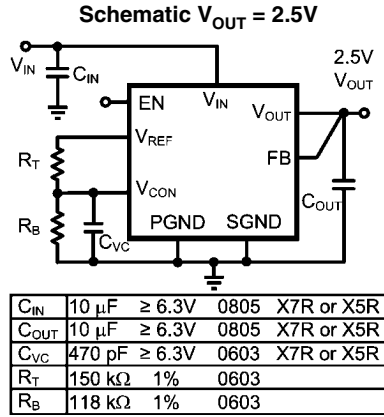 Schematic V_OUT = 2.5V
V_IN
C_IN
EN
V_IN
V_OUT
2.5V
V_OUT
V_REF
FB
R_T
V_CON
C_OUT
R_B
C_VC
PGND SGND
C_IN 10 μF ≥ 6.3V 0805 X7R or X5R
C_OUT 10 μF ≥ 6.3V 0805 X7R or X5R
C_VC 470 pF ≥ 6.3V 0603 X7R or X5R
R_T 150 kΩ 1% 0603
R_B 118 kΩ 1% 0603